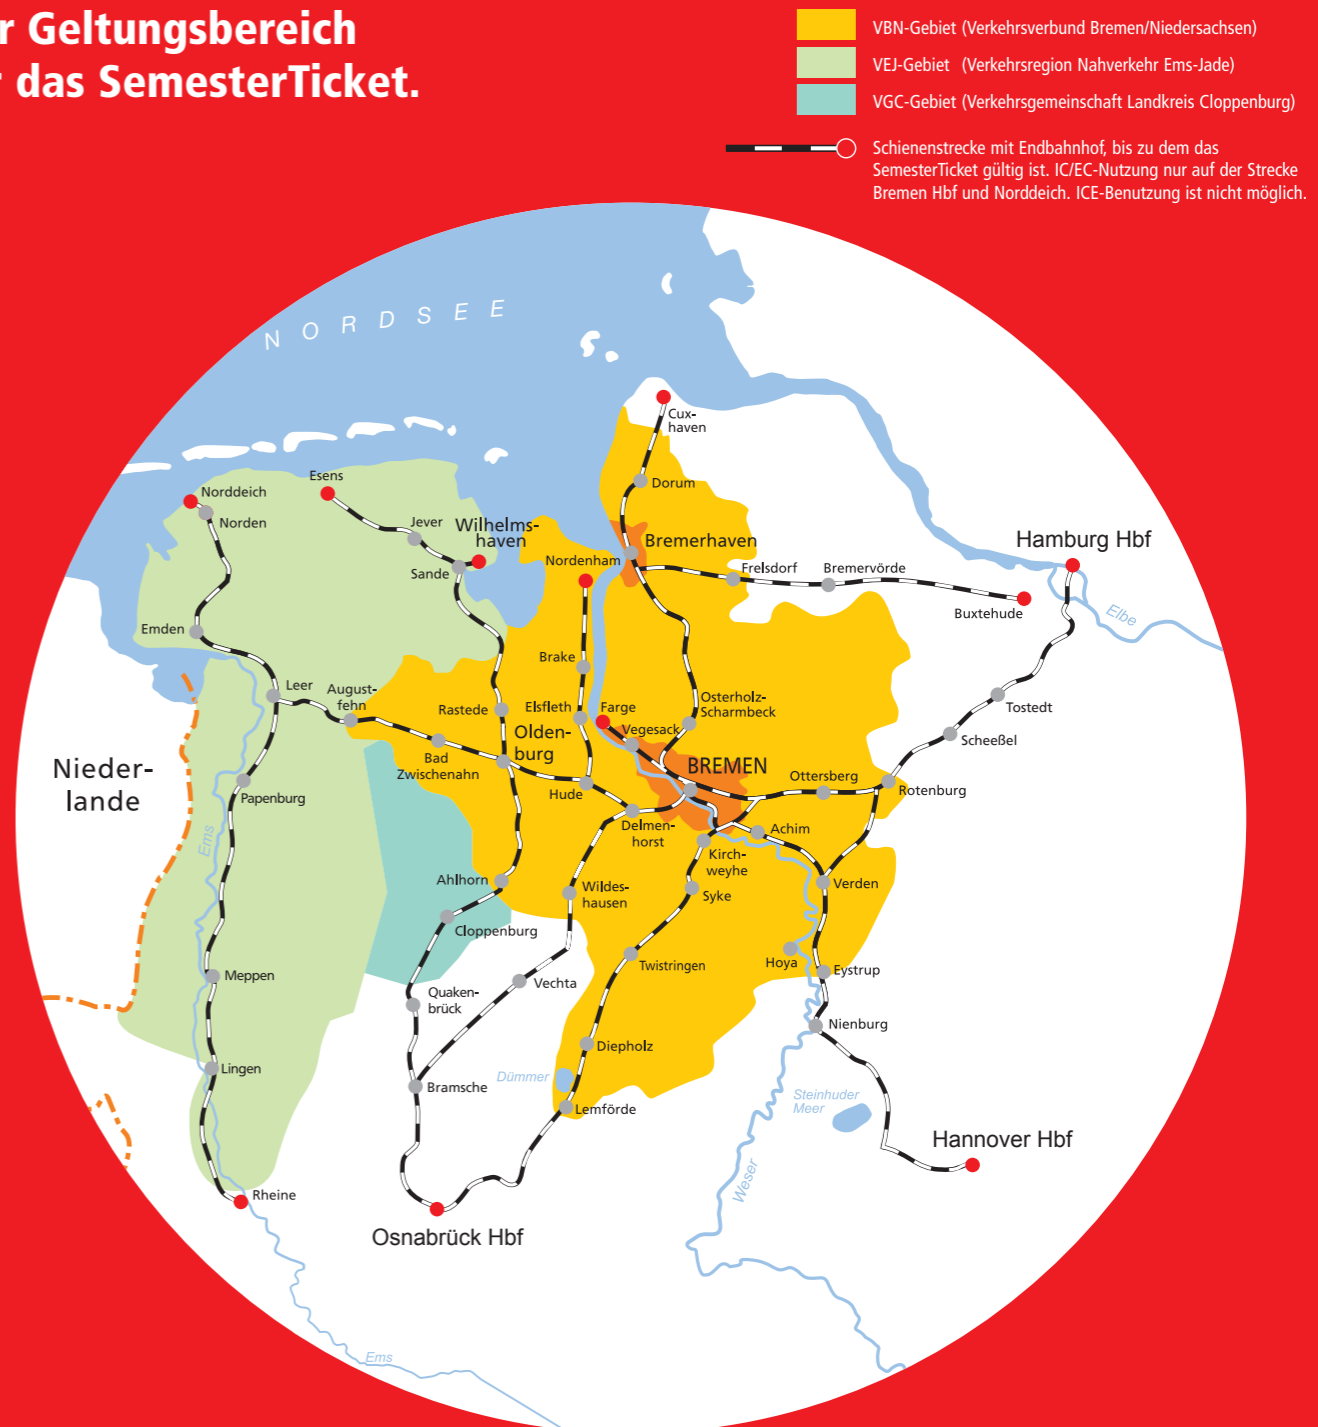 r Geltungsbereich
r das SemesterTicket.
VBN-Gebiet (Verkehrsverbund Bremen/Niedersachsen)
VEJ-Gebiet (Verkehrsregion Nahverkehr Ems-Jade)
VGC-Gebiet (Verkehrsgemeinschaft Landkreis Cloppenburg)
Schienenstrecke mit Endbahnhof, bis zu dem das
SemesterTicket gültig ist. IC/EC-Nutzung nur auf der Strecke
Bremen Hbf und Norddeich. ICE-Benutzung ist nicht möglich.
NORDSEE
Cux-
haven
Dorum
Esens
Norddeich
Norden
Jever
Wilhelms-
haven
Sande
Nordenham
Bremerhaven
Frelsdorf
Bremervörde
Hamburg Hbf
Buxtehude
Elbe
Emden
Leer
August-
fehn
Brake
Rastede
Elsfleth
Farge
Osterholz-
Scharmbeck
Vegesack
Olden-
burg
Tostedt
Scheeßel
Nieder-
lande
Papenburg
Bad
Zwischenahn
Hude
BREMEN
Ottersberg
Rotenburg
Ems
Delmen-
horst
Achim
Kirch-
weyhe
Ahlhorn
Wildes-
hausen
Syke
Verden
Cloppenburg
Meppen
Quaken-
brück
Vechta
Twistringen
Hoya
Eystrup
Nienburg
Lingen
Bramsche
Dümmer
Diepholz
Lemförde
Steinhuder
Meer
Hannover Hbf
Weser
Rheine
Osnabrück Hbf
Ems